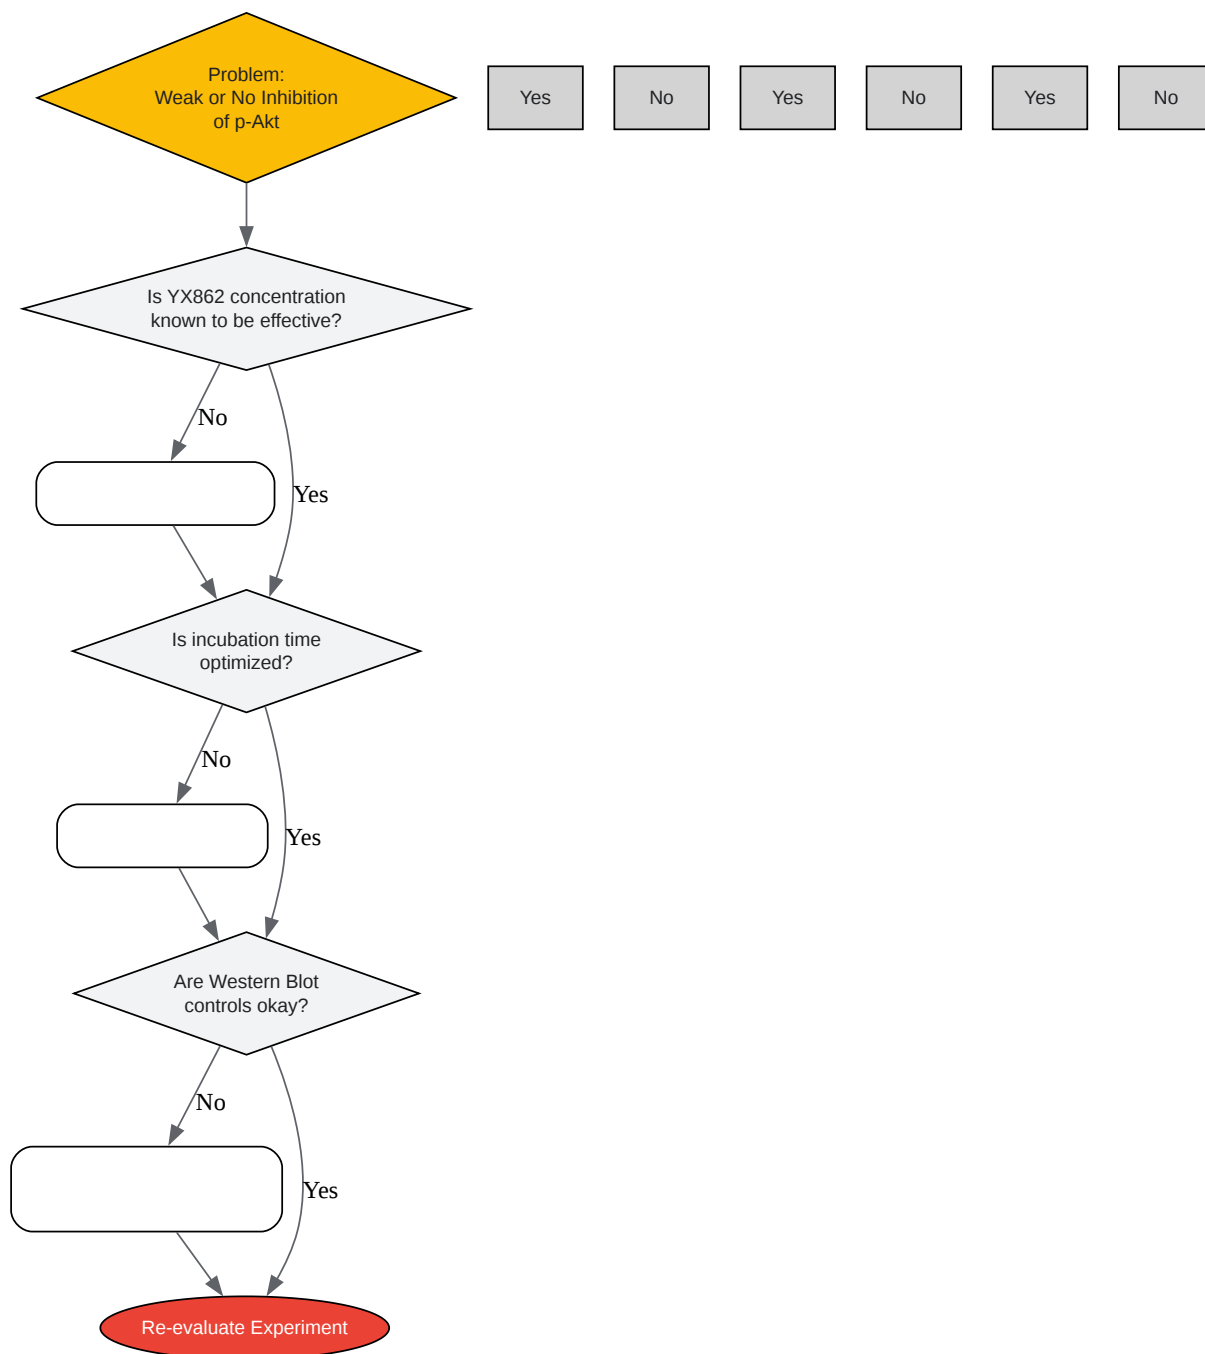 Problem:
Weak or No Inhibition
of p-Akt
Yes
No
Yes
No
Yes
No
Is YX862 concentration
known to be effective?
No
Yes
Is incubation time
optimized?
No
Yes
Are Western Blot
controls okay?
No
Yes
Re-evaluate Experiment